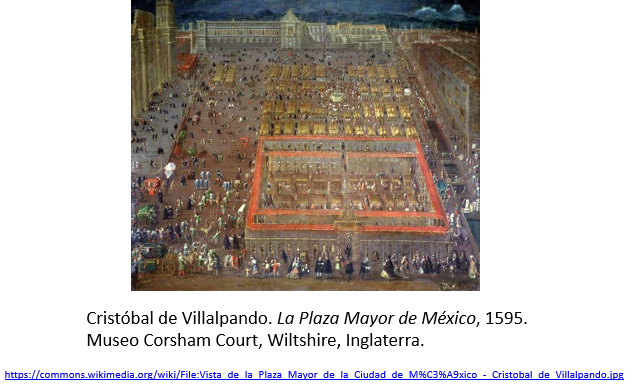 Cristóbal de Villalpando. La Plaza Mayor de México, 1595.
Museo Corsham Court, Wiltshire, Inglaterra.
https://commons.wikimedia.org/wiki/File:Vista_de_la_Plaza_Mayor_de_la_Ciudad_de_M%C3%A9xico_-_Cristobal_de_Villalpando.jpg